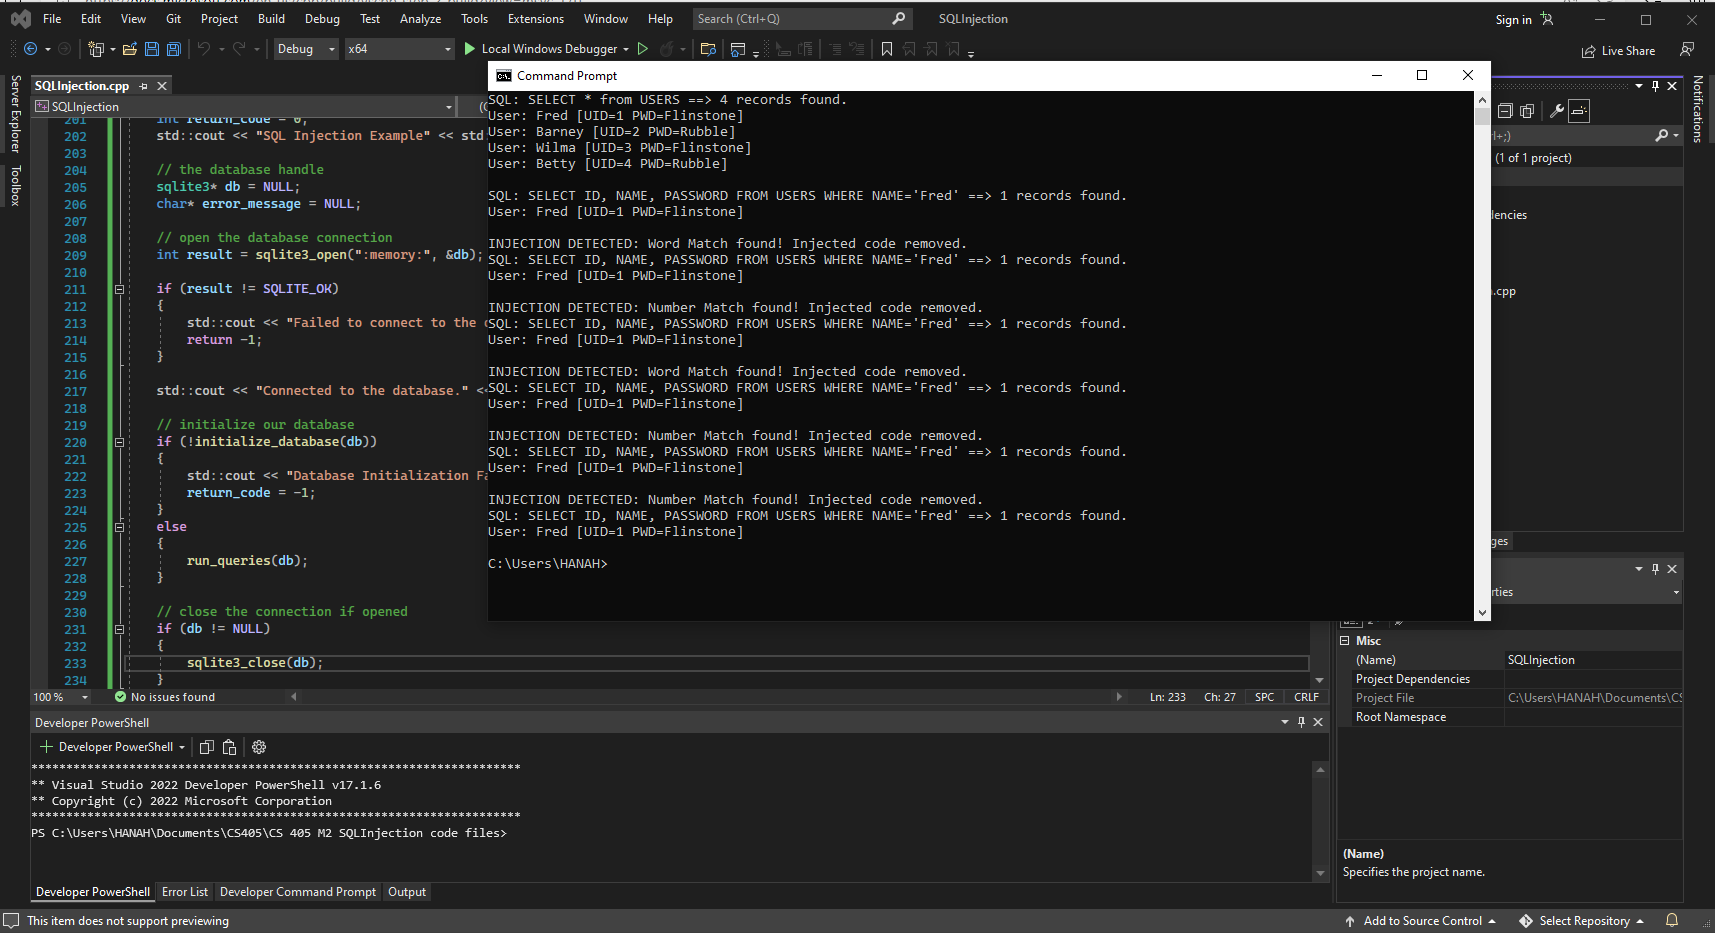 File Edit View Git Project Build Debug Test Analyze Tools Extensions Window Help Search (Ctrl+Q) SQLInjection Sign in
Debug x64 Local Windows Debugger Live Share
Server Explorer
Toolbox
Notifications
SQLInjection.cpp
SQLInjection
201 int return_code = 0;
202 std::cout << "SQL Injection Example" << std
203
204 // the database handle
205 sqlite3* db = NULL;
206 char* error_message = NULL;
207
208 // open the database connection
209 int result = sqlite3_open(":memory:", &db);
210
211 if (result != SQLITE_OK)
212 {
213 std::cout << "Failed to connect to the
214 return -1;
215 }
216
217 std::cout << "Connected to the database." <<
218
219 // initialize our database
220 if (!initialize_database(db))
221 {
222 std::cout << "Database Initialization Fa
223 return_code = -1;
224 }
225 else
226 {
227 run_queries(db);
228 }
229
230 // close the connection if opened
231 if (db != NULL)
232 {
233 sqlite3_close(db);
234 }
100 % No issues found Ln: 233 Ch: 27 SPC CRLF
Command Prompt
SQL: SELECT * from USERS ==> 4 records found.
User: Fred [UID=1 PWD=Flinstone]
User: Barney [UID=2 PWD=Rubble]
User: Wilma [UID=3 PWD=Flinstone]
User: Betty [UID=4 PWD=Rubble]
SQL: SELECT ID, NAME, PASSWORD FROM USERS WHERE NAME='Fred' ==> 1 records found.
User: Fred [UID=1 PWD=Flinstone]
INJECTION DETECTED: Word Match found! Injected code removed.
SQL: SELECT ID, NAME, PASSWORD FROM USERS WHERE NAME='Fred' ==> 1 records found.
User: Fred [UID=1 PWD=Flinstone]
INJECTION DETECTED: Number Match found! Injected code removed.
SQL: SELECT ID, NAME, PASSWORD FROM USERS WHERE NAME='Fred' ==> 1 records found.
User: Fred [UID=1 PWD=Flinstone]
INJECTION DETECTED: Word Match found! Injected code removed.
SQL: SELECT ID, NAME, PASSWORD FROM USERS WHERE NAME='Fred' ==> 1 records found.
User: Fred [UID=1 PWD=Flinstone]
INJECTION DETECTED: Number Match found! Injected code removed.
SQL: SELECT ID, NAME, PASSWORD FROM USERS WHERE NAME='Fred' ==> 1 records found.
User: Fred [UID=1 PWD=Flinstone]
INJECTION DETECTED: Number Match found! Injected code removed.
SQL: SELECT ID, NAME, PASSWORD FROM USERS WHERE NAME='Fred' ==> 1 records found.
User: Fred [UID=1 PWD=Flinstone]
C:\Users\HANAH>
l+;)
(1 of 1 project)
dencies
.cpp
ges
rties
Misc
(Name) SQLInjection
Project Dependencies
Project File C:\Users\HANAH\Documents\CS
Root Namespace
(Name)
Specifies the project name.
Developer PowerShell
Developer PowerShell
**********************************************************************
** Visual Studio 2022 Developer PowerShell v17.1.6
** Copyright (c) 2022 Microsoft Corporation
**********************************************************************
PS C:\Users\HANAH\Documents\CS405\CS 405 M2 SQLInjection code files>
Developer PowerShell Error List Developer Command Prompt Output
This item does not support previewing Add to Source Control Select Repository